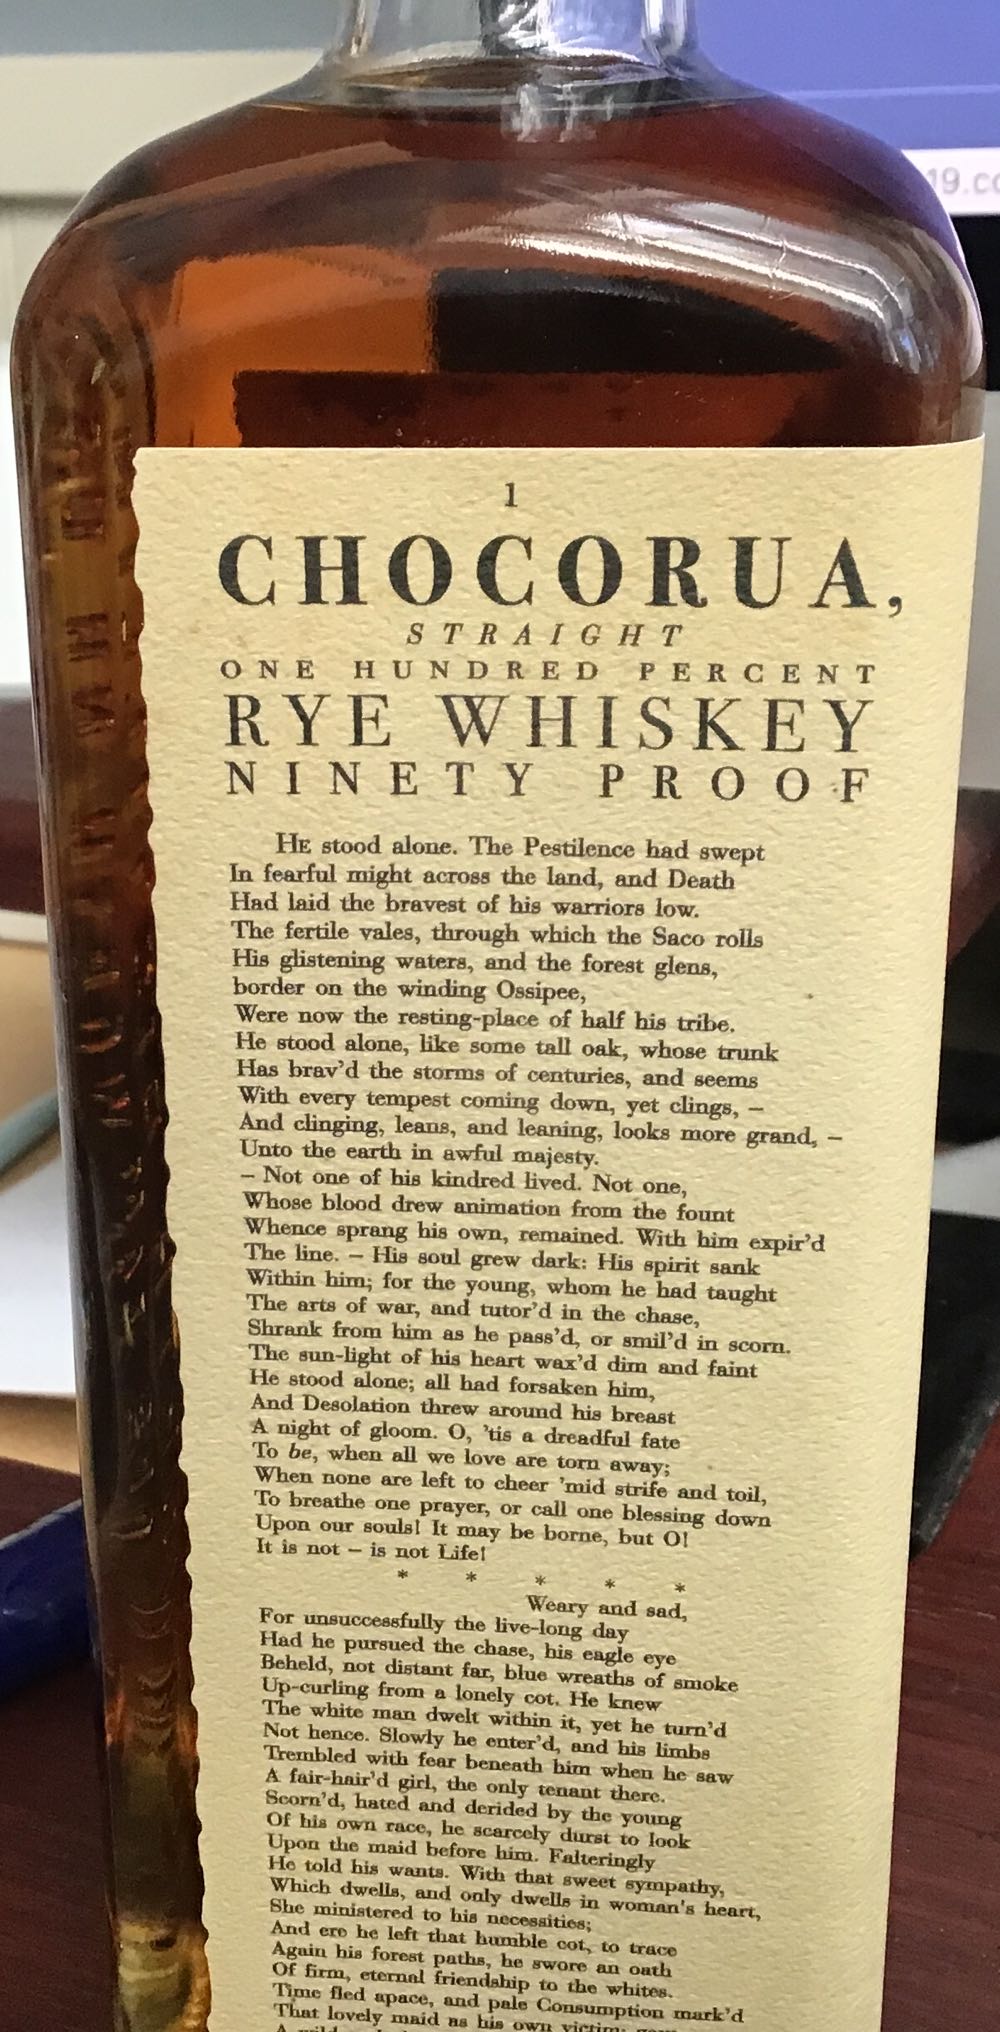 19.co
1
CHOCORUA,
STRAIGHT
ONE HUNDRED PERCENT
RYE WHISKEY
NINETY PROOF
HE stood alone. The Pestilence had swept
In fearful might across the land, and Death
Had laid the bravest of his warriors low.
The fertile vales, through which the Saco rolls
His glistening waters, and the forest glens,
border on the winding Ossipee,
Were now the resting-place of half his tribe.
He stood alone, like some tall oak, whose trunk
Has brav'd the storms of centuries, and seems
With every tempest coming down, yet clings, –
And clinging, leans, and leaning, looks more grand, –
Unto the earth in awful majesty.
– Not one of his kindred lived. Not one,
Whose blood drew animation from the fount
Whence sprang his own, remained. With him expir'd
The line. – His soul grew dark: His spirit sank
Within him; for the young, whom he had taught
The arts of war, and tutor'd in the chase,
Shrank from him as he pass'd, or smil'd in scorn.
The sun-light of his heart wax'd dim and faint
He stood alone; all had forsaken him,
And Desolation threw around his breast
A night of gloom. O, 'tis a dreadful fate
To be, when all we love are torn away;
When none are left to cheer 'mid strife and toil,
To breathe one prayer, or call one blessing down
Upon our souls! It may be borne, but O!
It is not – is not Life!
* * * * *
Weary and sad,
For unsuccessfully the live-long day
Had he pursued the chase, his eagle eye
Beheld, not distant far, blue wreaths of smoke
Up-curling from a lonely cot. He knew
The white man dwelt within it, yet he turn'd
Not hence. Slowly he enter'd, and his limbs
Trembled with fear beneath him when he saw
A fair-hair'd girl, the only tenant there.
Scorn'd, hated and derided by the young
Of his own race, he scarcely durst to look
Upon the maid before him. Falteringly
He told his wants. With that sweet sympathy,
Which dwells, and only dwells in woman's heart,
She ministered to his necessities;
And ere he left that humble cot, to trace
Again his forest paths, he swore an oath
Of firm, eternal friendship to the whites.
Time fled apace, and pale Consumption mark'd
That lovely maid as his own victim;